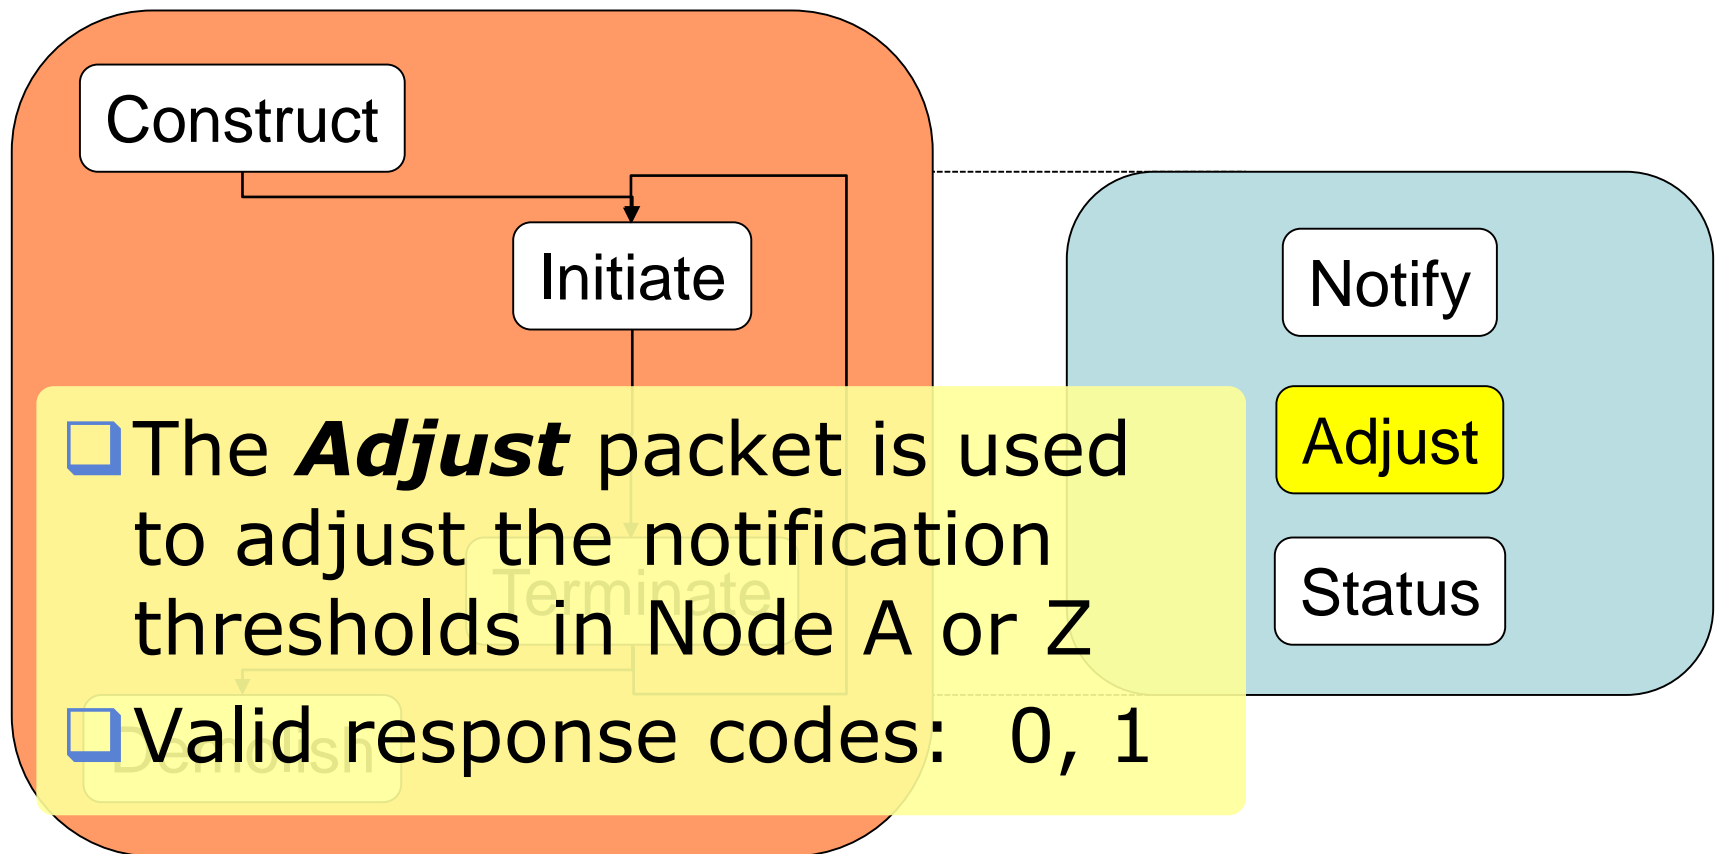 Construct
Initiate
Notify
Adjust
Status
The Adjust packet is used
to adjust the notification
thresholds in Node A or Z
Valid response codes: 0, 1
Terminate
Demolish